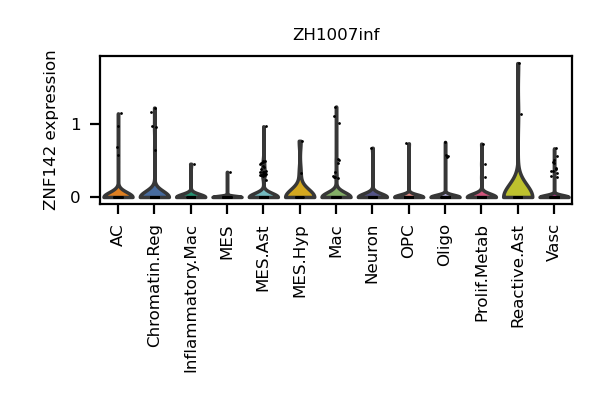 ZH1007inf
ZNF142 expression
1
0
AC
Chromatin.Reg
Inflammatory.Mac
MES
MES.Ast
MES.Hyp
Mac
Neuron
OPC
Oligo
Prolif.Metab
Reactive.Ast
Vasc